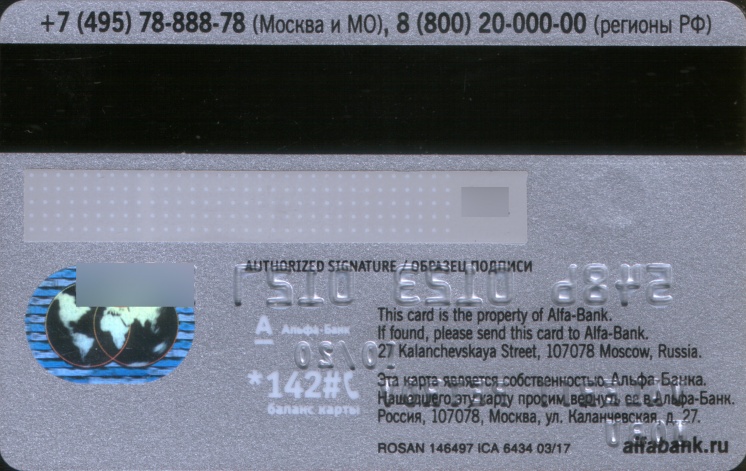 +7 (495) 78-888-78 (Москва и МО), 8 (800) 20-000-00 (регионы РФ)
AUTHORIZED SIGNATURE / ОБРАЗЕЦ ПОДПИСИ
This card is the property of Alfa-Bank.
If found, please send this card to Alfa-Bank.
27 Kalanchevskaya Street, 107078 Moscow, Russia.
А Альфа-Банк
*142#
баланс карты
Эта карта является собственностью Альфа-Банка.
Нашедшего эту карту просим вернуть ее в Альфа-Банк.
Россия, 107078, Москва, ул. Каланчевская, д. 27.
ROSAN 146497 ICA 6434 03/17
alfabank.ru